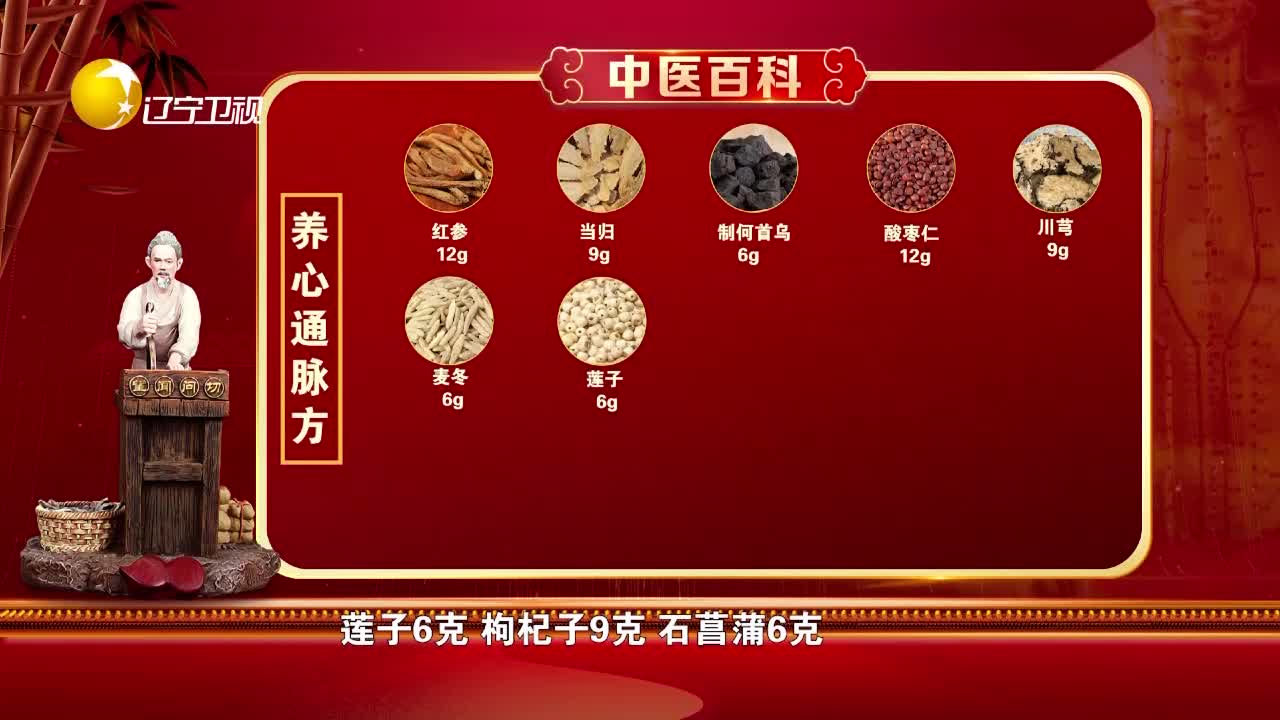 中医百科
辽宁卫视
养心通脉方
红参
12g
当归
9g
制何首乌
6g
酸枣仁
12g
川芎
9g
麦冬
6g
莲子
6g
望闻问切
莲子6克 枸杞子9克 石菖蒲6克